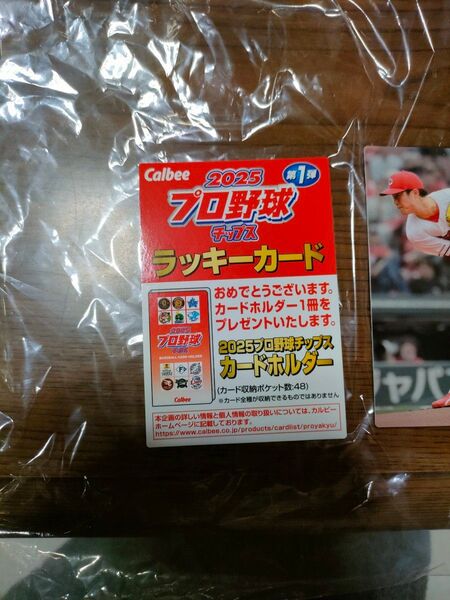 Calbee
2025
第1弾
プロ野球
チップス
ラッキーカード
おめでとうございます。
カードホルダー1冊を
プレゼントいたします。
2025
プロ野球
Calbee
2025プロ野球チップス
カードホルダー
(カード収納ポケット数:48)
※カード全種が収納できるものではありません
本企画の詳しい情報と個人情報の取り扱いについては、カルビー
ホームページに記載しております。
https://www.calbee.co.jp/products/cardlist/proyakyu/
ャパ